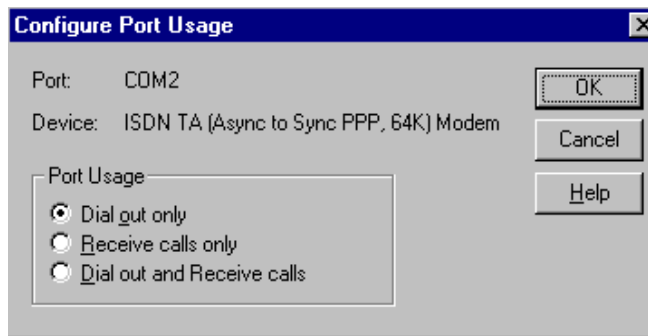 Configure Port Usage
Port: COM2
Device: ISDN TA (Async to Sync PPP, 64K) Modem
Port Usage
Dial out only
Receive calls only
Dial out and Receive calls
OK
Cancel
Help